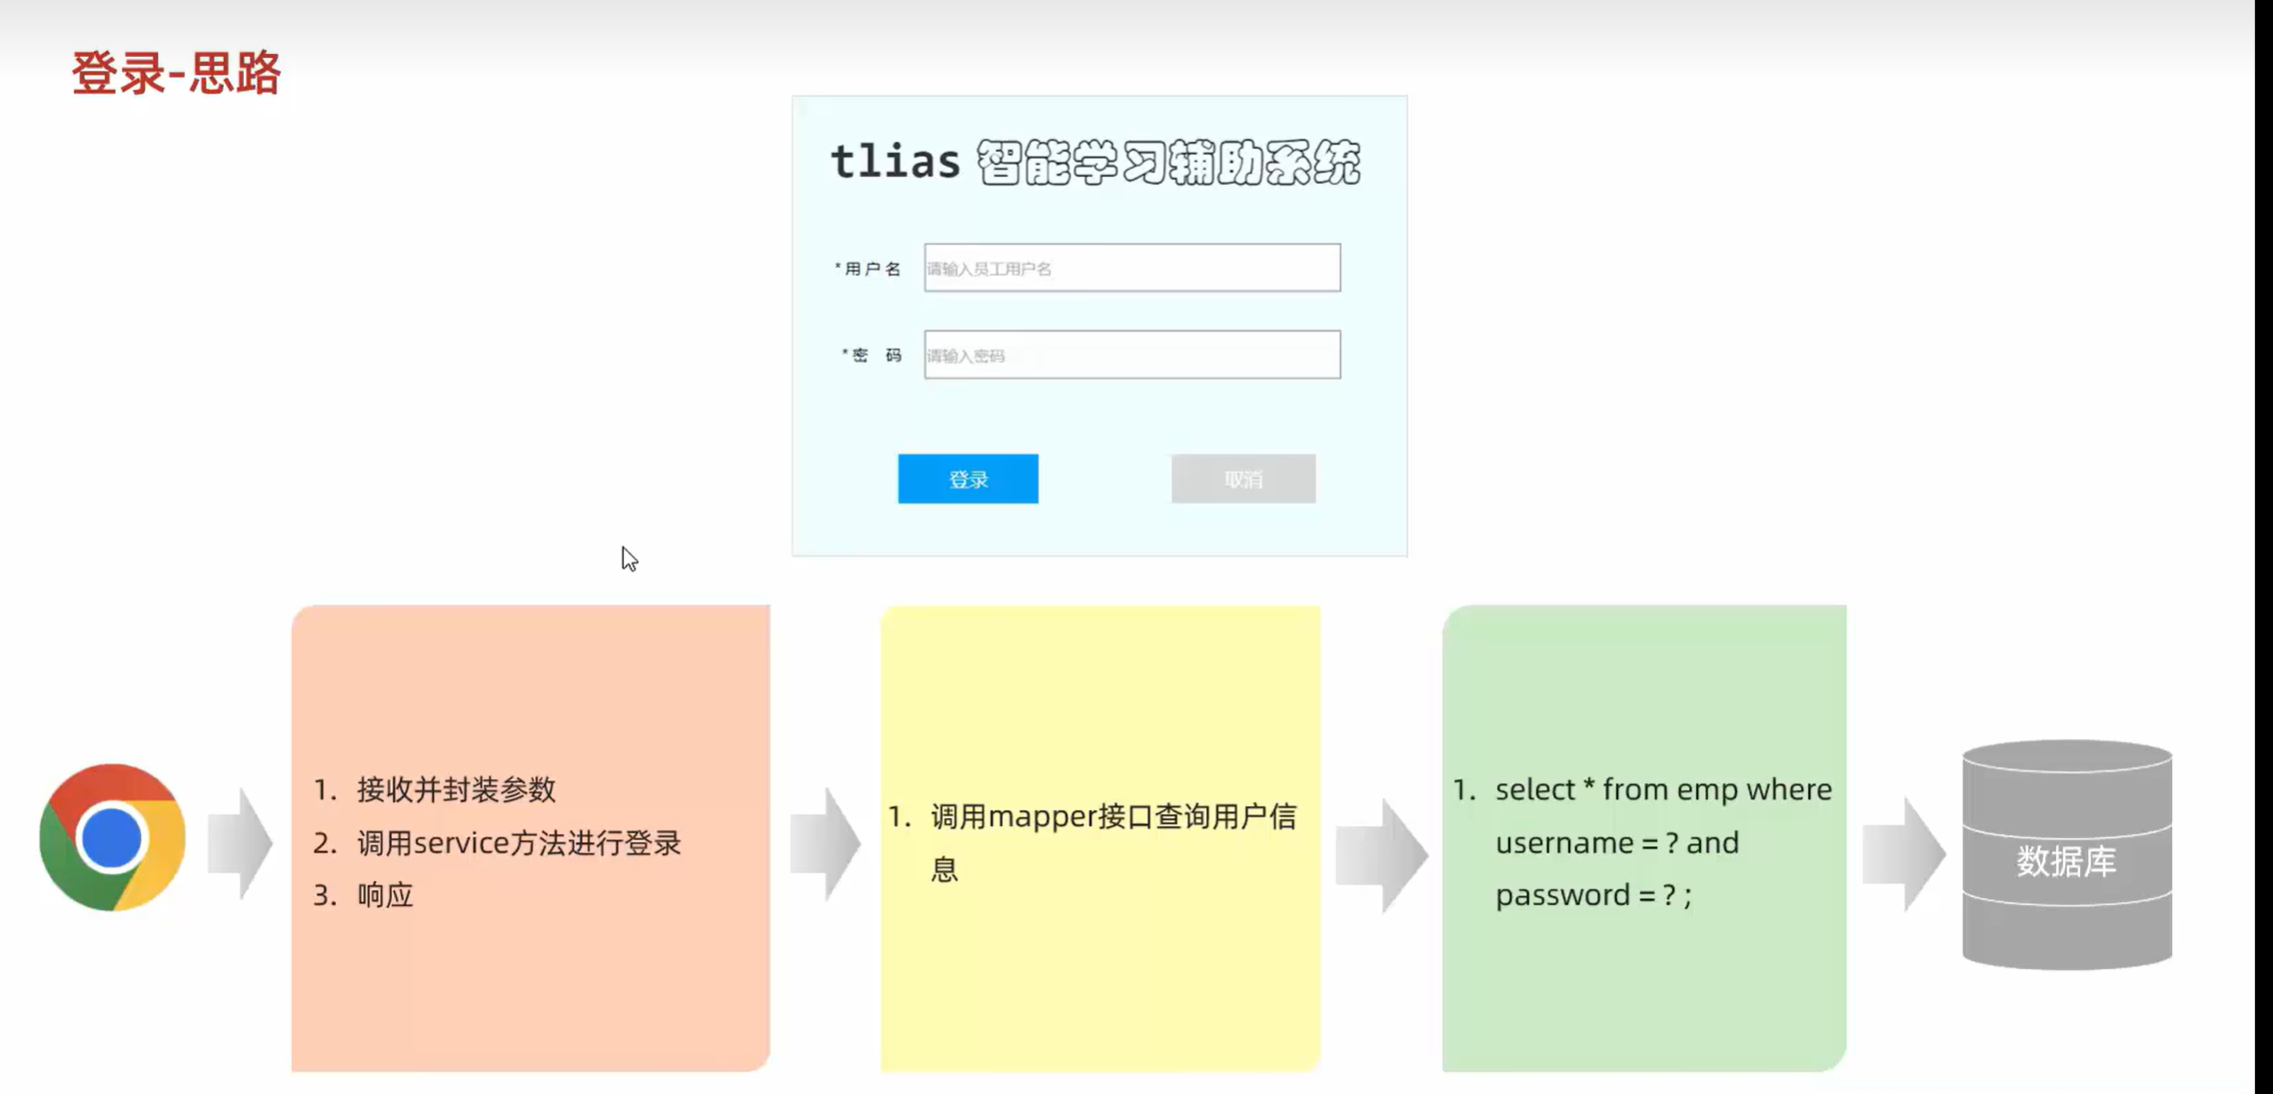 登录-思路
tlias 智能学习辅助系统
*用户名 请输入员工用户名
*密 码 请输入密码
登录 取消
1. 接收并封装参数
2. 调用service方法进行登录
3. 响应
1. 调用mapper接口查询用户信
息
1. select * from emp where
username = ? and
password = ? ;
数据库